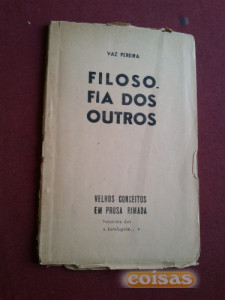 VAZ PEREIRA
FILOSO-
FIA DOS
OUTROS
VELHOS CONCEITOS
EM PROSA RIMADA
coisas